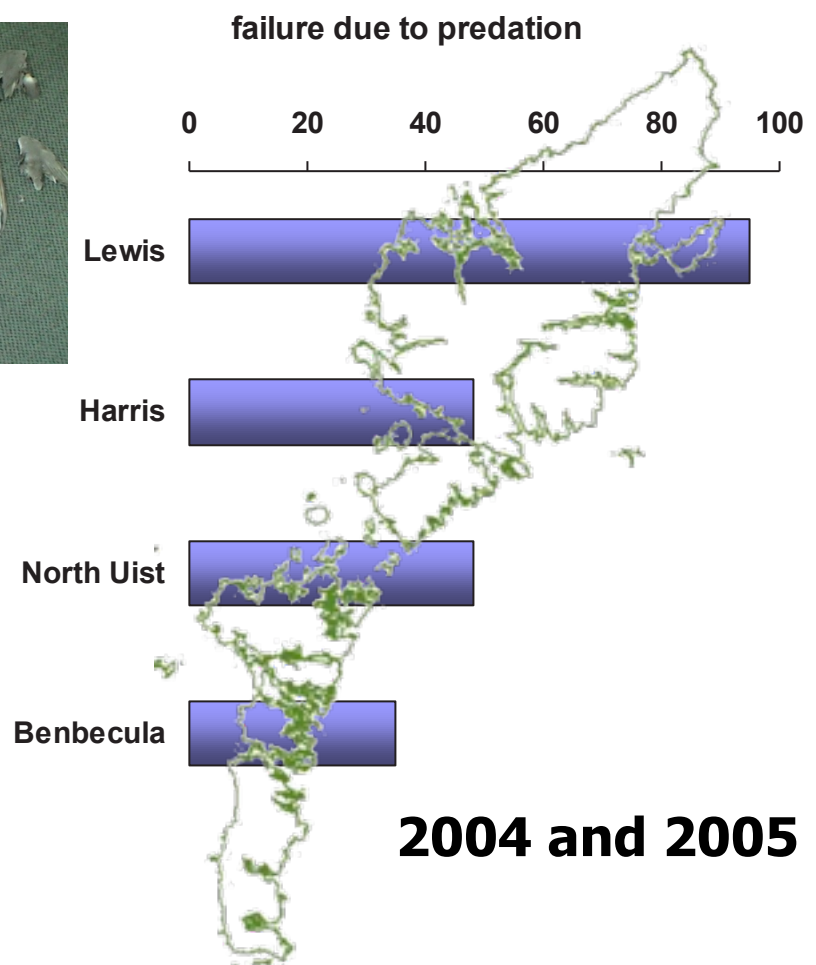 failure due to predation
0 20 40 60 80 100
Lewis
Harris
North Uist
Benbecula
2004 and 2005